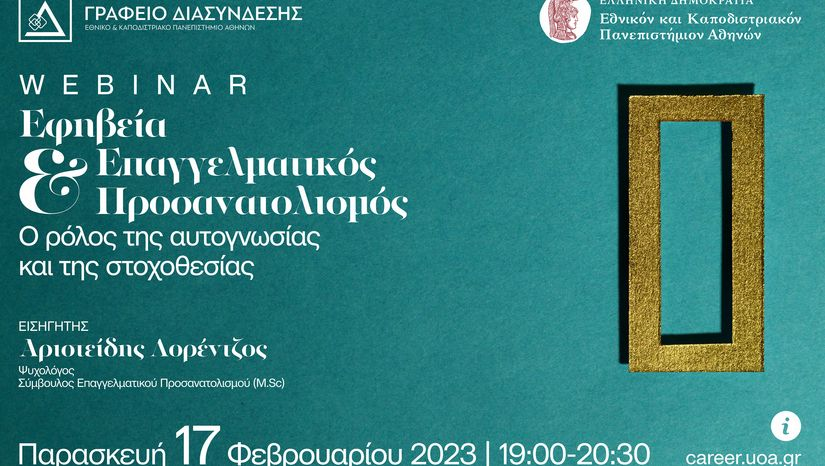 ΓΡΑΦΕΙΟ ΔΙΑΣΥΝΔΕΣΗΣ
ΕΘΝΙΚΟ & ΚΑΠΟΔΙΣΤΡΙΑΚΟ ΠΑΝΕΠΙΣΤΗΜΙΟ ΑΘΗΝΩΝ
ΕΛΛΗΝΙΚΗ ΔΗΜΟΚΡΑΤΙΑ
Εθνικόν και Καποδιστριακόν
Πανεπιστήμιον Αθηνών
WEBINAR
Εφηβεία
& Επαγγελματικός
Προσανατολισμός
Ο ρόλος της αυτογνωσίας
και της στοχοθεσίας
ΕΙΣΗΓΗΤΗΣ
Αριστείδης Λορέντζος
Ψυχολόγος
Σύμβουλος Επαγγελματικού Προσανατολισμού (M.Sc)
Παρασκευή 17 Φεβρουαρίου 2023 | 19:00-20:30
i
career.uoa.gr